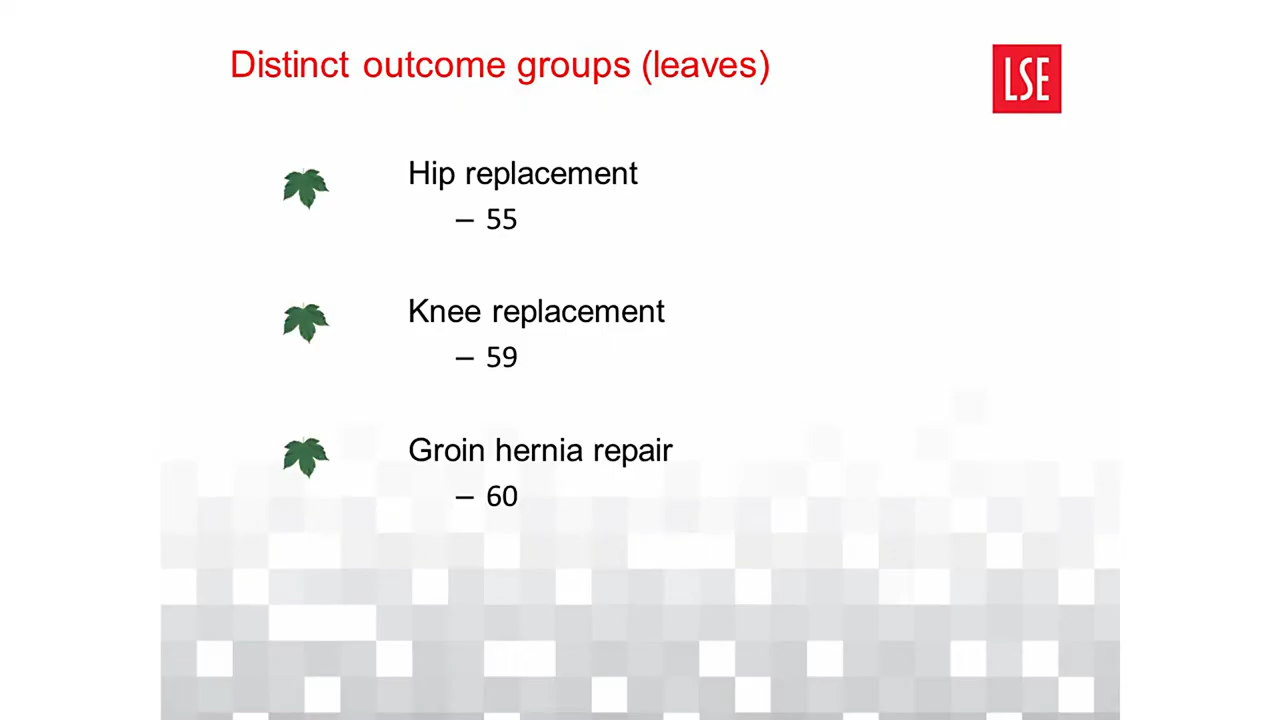 Distinct outcome groups (leaves)
LSE
Hip replacement
– 55
Knee replacement
– 59
Groin hernia repair
– 60